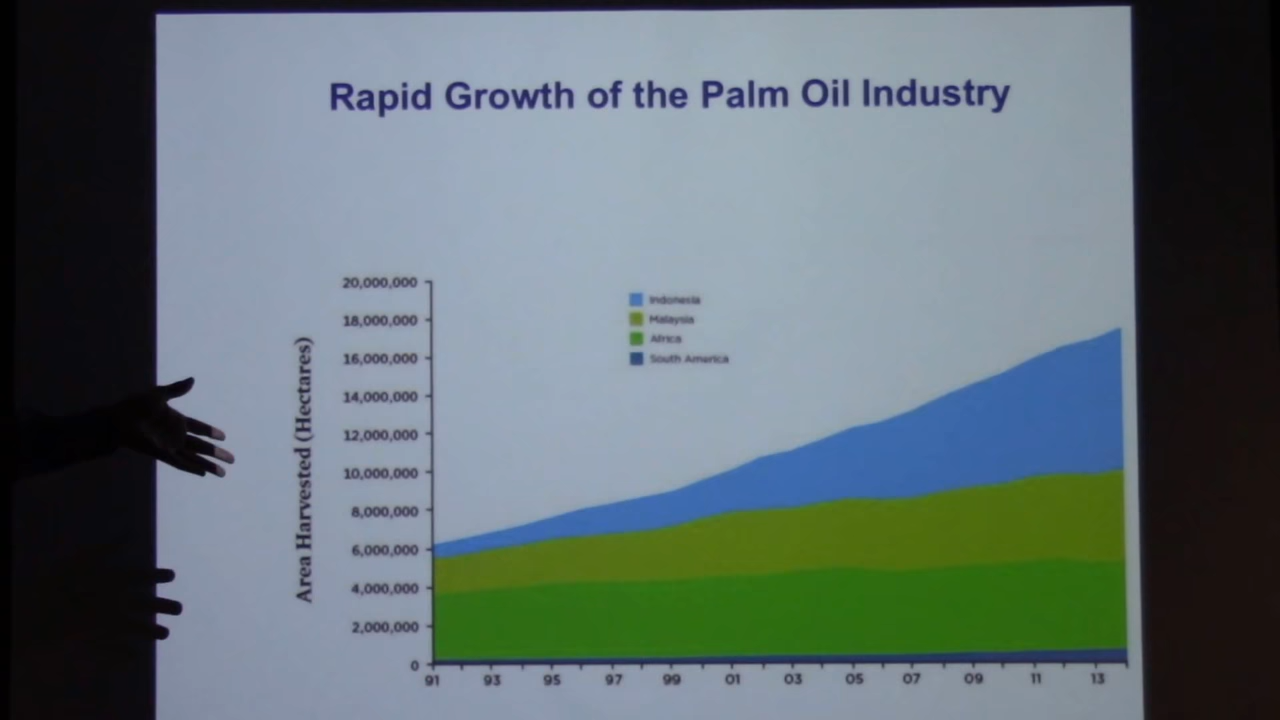 Rapid Growth of the Palm Oil Industry
20,000,000
18,000,000
16,000,000
14,000,000
12,000,000
10,000,000
8,000,000
6,000,000
4,000,000
2,000,000
0
Area Harvested (Hectares)
Indonesia
Malaysia
Africa
South America
91 93 95 97 99 01 03 05 07 09 11 13